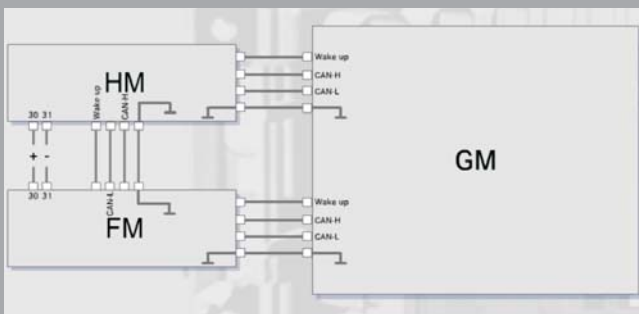 Wake up
HM
CAN-H
CAN-L
30 31
Wake up
CAN-H
+ -
GM
30 31
CAN-L
FM
Wake up
CAN-H
CAN-L